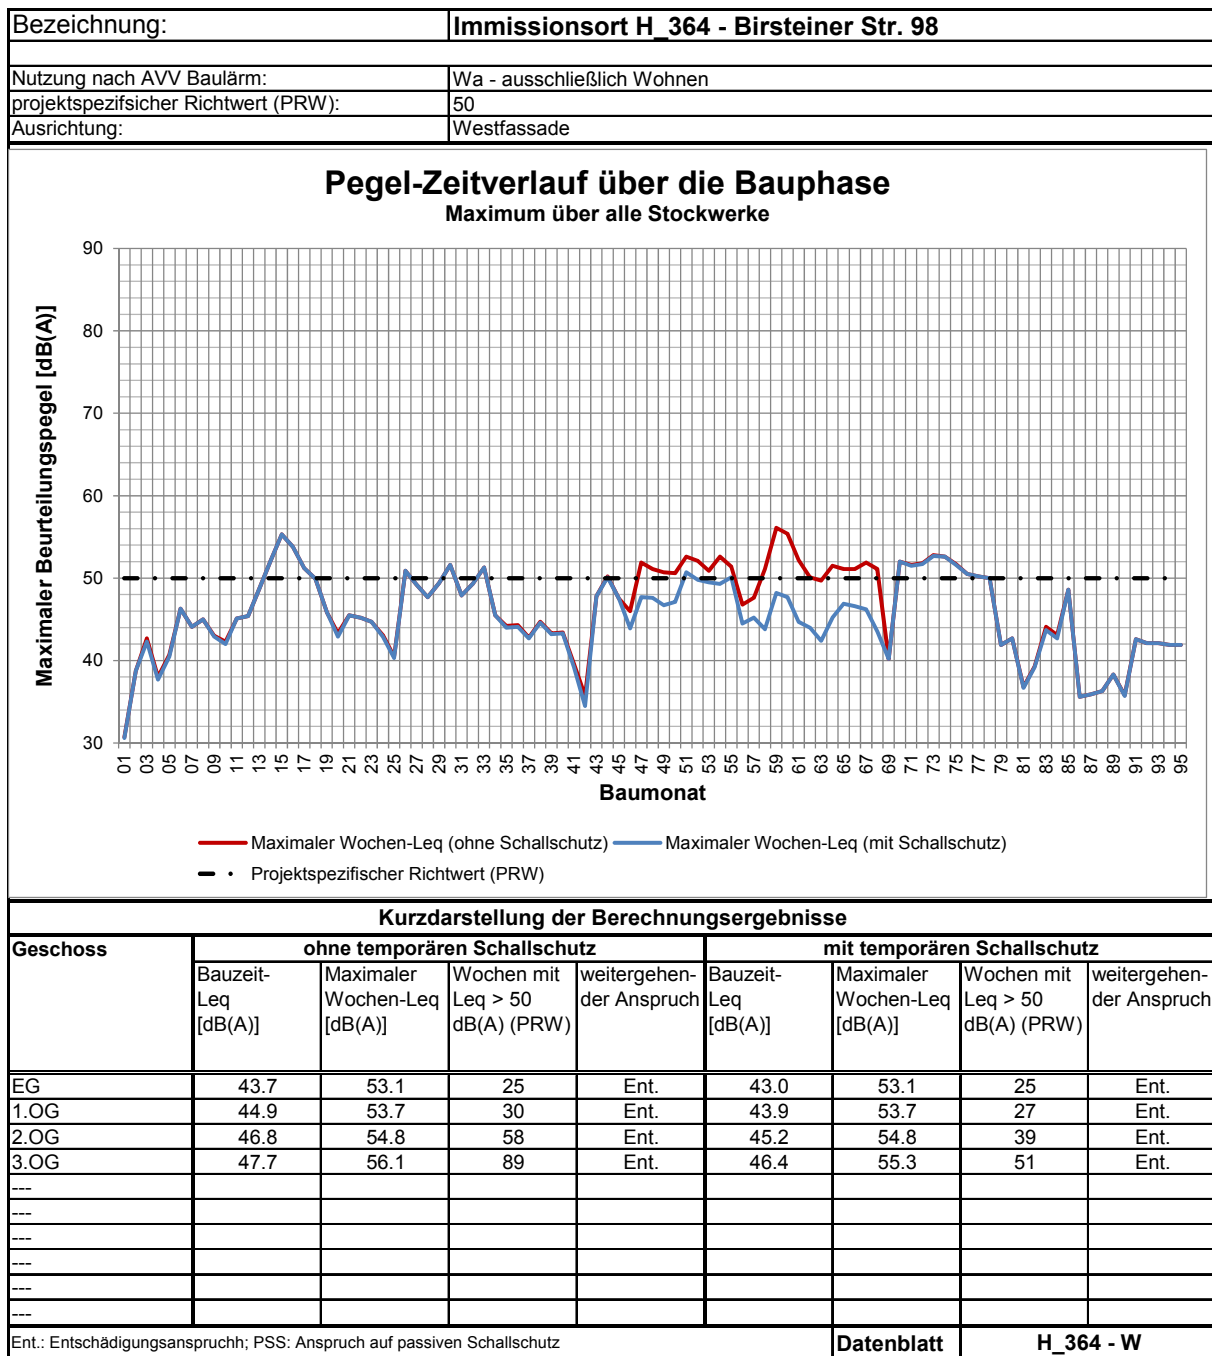 Bezeichnung: Immissionsort H_364 - Birsteiner Str. 98
Nutzung nach AVV Baulärm: Wa - ausschließlich Wohnen
projektspezifsicher Richtwert (PRW): 50
Ausrichtung: Westfassade
Pegel-Zeitverlauf über die Bauphase
Maximum über alle Stockwerke
Maximaler Beurteilungspegel [dB(A)]
90
80
70
60
50
40
30
01 03 05 07 09 11 13 15 17 19 21 23 25 27 29 31 33 35 37 39 41 43 45 47 49 51 53 55 57 59 61 63 65 67 69 71 73 75 77 79 81 83 85 87 89 91 93 95
Baumonat
Maximaler Wochen-Leq (ohne Schallschutz) Maximaler Wochen-Leq (mit Schallschutz)
Projektspezifischer Richtwert (PRW)
Kurzdarstellung der Berechnungsergebnisse
Geschoss ohne temporären Schallschutz mit temporären Schallschutz
Bauzeit- Maximaler Wochen mit weitergehen- Bauzeit- Maximaler Wochen mit weitergehen-
Leq Wochen-Leq Leq > 50 der Anspruch Leq Wochen-Leq Leq > 50 der Anspruch
[dB(A)] [dB(A)] dB(A) (PRW) [dB(A)] [dB(A)] dB(A) (PRW)
EG 43.7 53.1 25 Ent. 43.0 53.1 25 Ent.
1.OG 44.9 53.7 30 Ent. 43.9 53.7 27 Ent.
2.OG 46.8 54.8 58 Ent. 45.2 54.8 39 Ent.
3.OG 47.7 56.1 89 Ent. 46.4 55.3 51 Ent.
---
---
---
---
---
---
Ent.: Entschädigungsanspruchh; PSS: Anspruch auf passiven Schallschutz Datenblatt H_364 - W